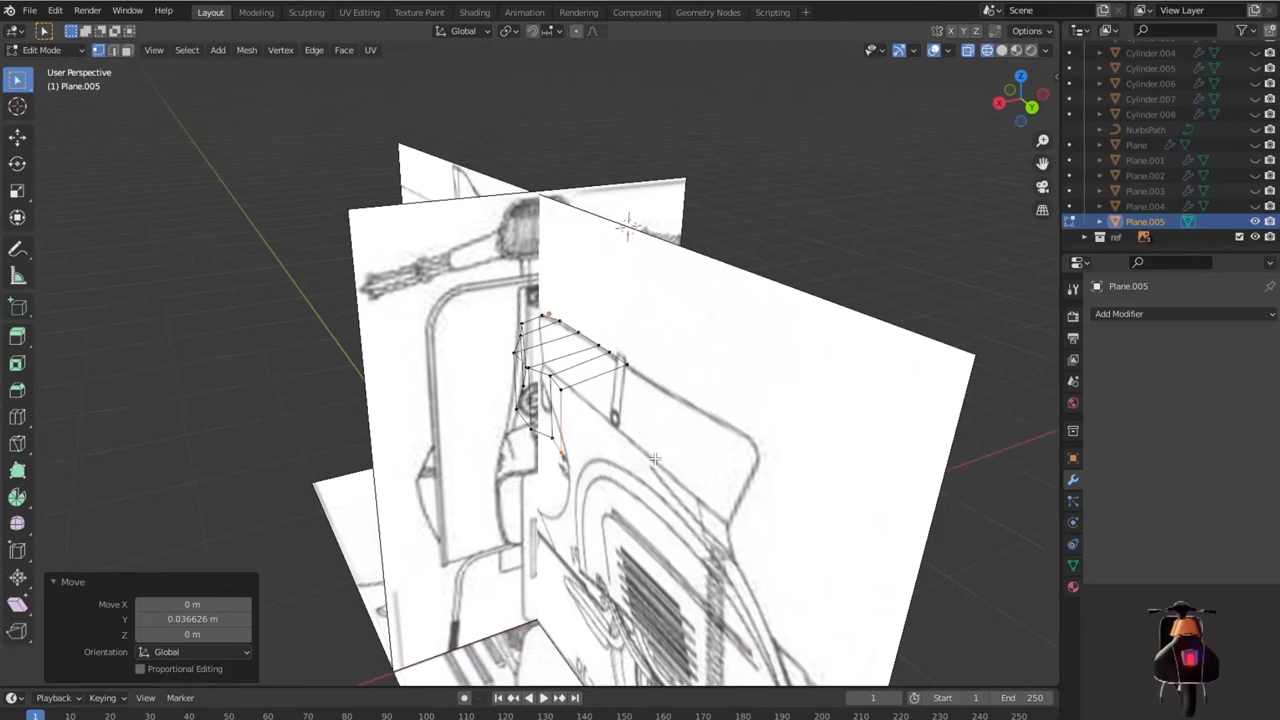 File Edit Render Window Help Layout Modeling Sculpting UV Editing Texture Paint Shading Animation Rendering Compositing Geometry Nodes Scripting + Scene View Layer
Global X Y Z Options
Edit Mode View Select Add Mesh Vertex Edge Face UV
User Perspective
(1) Plane.005
Z
X
Y
Cylinder.004
Cylinder.005
Cylinder.006
Cylinder.007
Cylinder.008
NurbsPath
Plane
Plane.001
Plane.002
Plane.003
Plane.004
Plane.005
ref
Plane.005
Add Modifier
Move
Move X 0 m
Y 0.036626 m
Z 0 m
Orientation Global
Proportional Editing
Playback Keying View Marker 1 Start 1 End 250
1 10 20 30 40 50 60 70 80 90 100 110 120 130 140 150 160 170 180 190 200 210 220 230 240 250